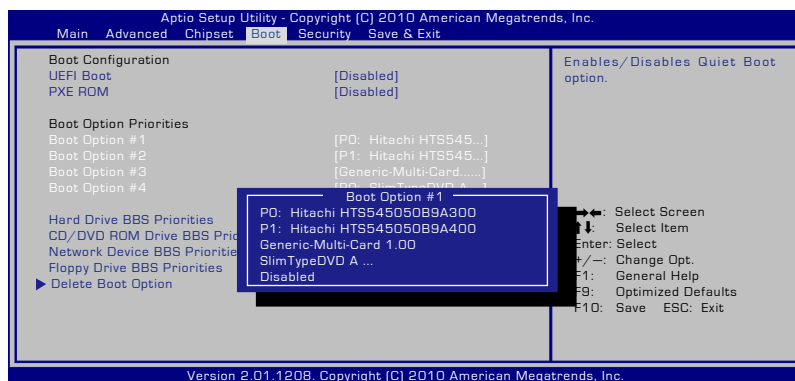 Aptio Setup Utility - Copyright (C) 2010 American Megatrends, Inc.
Main Advanced Chipset Boot Security Save & Exit
Boot Configuration
UEFI Boot [Disabled]
PXE ROM [Disabled]
Boot Option Priorities
Boot Option #1 [P0: Hitachi HTS545...]
Boot Option #2 [P1: Hitachi HTS545...]
Boot Option #3 [Generic-Multi-Card......]
Boot Option #4
Hard Drive BBS Priorities
CD/DVD ROM Drive BBS
Network Device BBS
Floppy Drive BBS Priorities
Delete Boot Option
Boot Option #1
P0: Hitachi HTS545050B9A300
P1: Hitachi HTS545050B9A400
Generic-Multi-Card 1.00
SlimTypeDVD A ...
Disabled
Enables/Disables Quiet Boot
option.
→←: Select Screen
↑↓: Select Item
Enter: Select
+/−: Change Opt.
F1: General Help
F9: Optimized Defaults
F10: Save ESC: Exit
Version 2.01.1208. Copyright (C) 2010 American Megatrends, Inc.